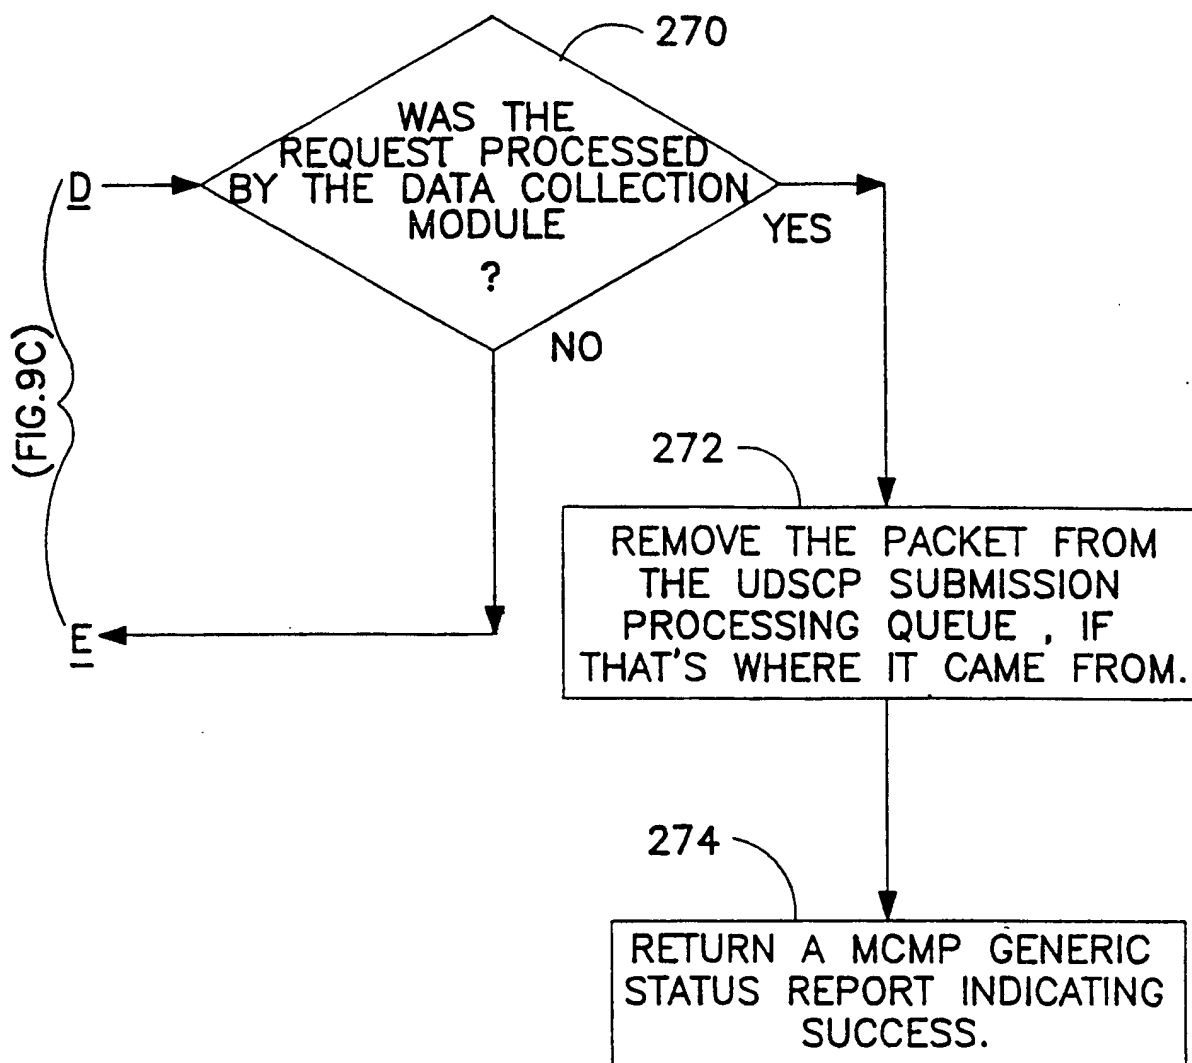 270
WAS THE
REQUEST PROCESSED
BY THE DATA COLLECTION
MODULE
?
D
YES
NO
(FIG.9C)
E
272
REMOVE THE PACKET FROM
THE UDSCP SUBMISSION
PROCESSING QUEUE , IF
THAT'S WHERE IT CAME FROM.
274
RETURN A MCMP GENERIC
STATUS REPORT INDICATING
SUCCESS.